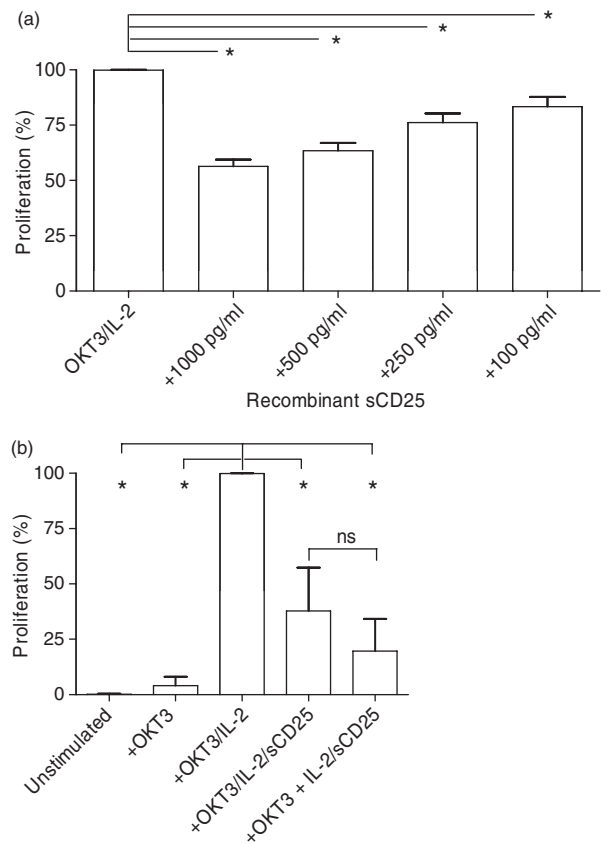 (a)
* * * *
Proliferation (%)
100
75
50
25
0
OKT3/IL-2
+1000 pg/ml
+500 pg/ml
+250 pg/ml
+100 pg/ml
Recombinant sCD25
(b)
* * * *
ns
Proliferation (%)
100
75
50
25
0
Unstimulated
+OKT3
+OKT3/IL-2
+OKT3/IL-2/sCD25
+OKT3 + IL-2/sCD25